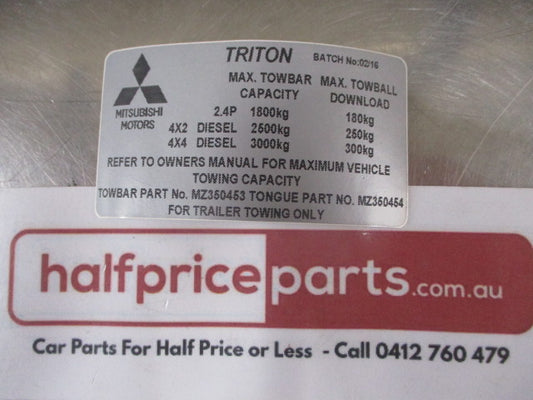 TRITON BATCH No:02/16
MAX. TOWBAR MAX. TOWBALL
CAPACITY DOWNLOAD
MITSUBISHI
MOTORS
2.4P 1800kg 180kg
4X2 DIESEL 2500kg 250kg
4X4 DIESEL 3000kg 300kg
REFER TO OWNERS MANUAL FOR MAXIMUM VEHICLE
TOWING CAPACITY
TOWBAR PART No. MZ350453 TONGUE PART NO. MZ350454
FOR TRAILER TOWING ONLY
halfpriceparts.com.au
Car Parts For Half Price or Less - Call 0412 760 479